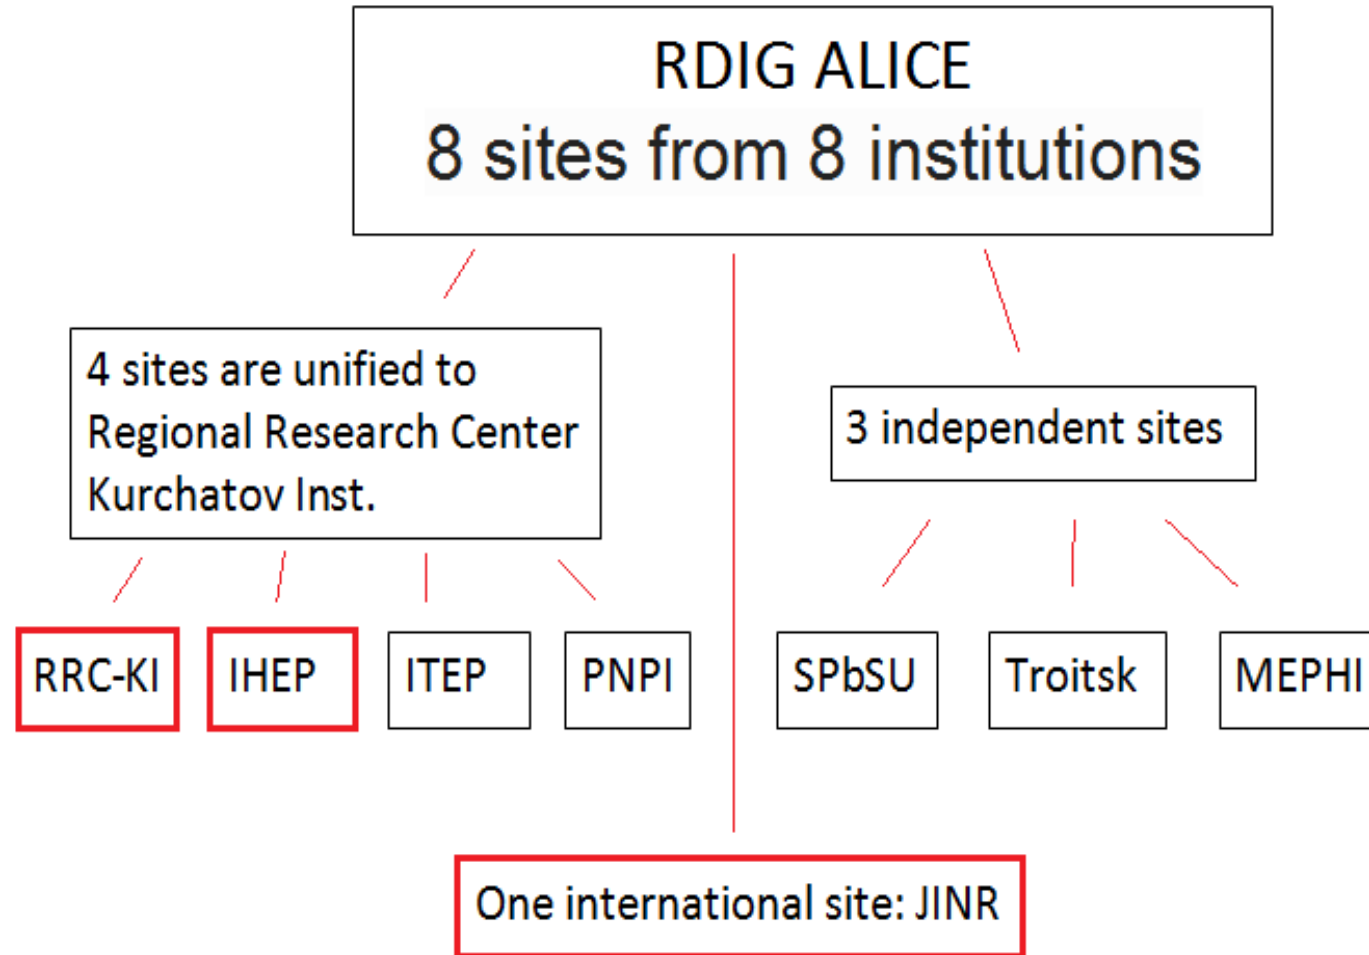 RDIG ALICE
8 sites from 8 institutions
4 sites are unified to
Regional Research Center
Kurchatov Inst.
3 independent sites
RRC-KI
IHEP
ITEP
PNPI
SPbSU
Troitsk
MEPHI
One international site: JINR